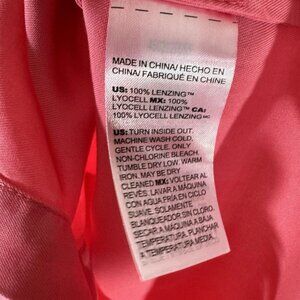 MADE IN CHINA/ HECHO EN
CHINA/ FABRIQUÉ EN CHINE
US: 100% LENZING™
LYOCELL MX: 100%
LYOCELL LENZING™ CA:
100% LYOCELL LENZING MC
US: TURN INSIDE OUT.
MACHINE WASH COLD,
GENTLE CYCLE. ONLY
NON-CHLORINE BLEACH.
TUMBLE DRY LOW. WARM
IRON. MAY BE DRY
CLEANED MX: VOLTEAR AL
REVÉS. LAVAR A MÁQUINA
CON AGUA FRÍA EN CICLO
SUAVE. SOLAMENTE
BLANQUEADOR SIN CLORO.
SECAR A MÁQUINA A BAJA
TEMPERATURA. PLANCHAR
A TEMPERATURA MEDIA.